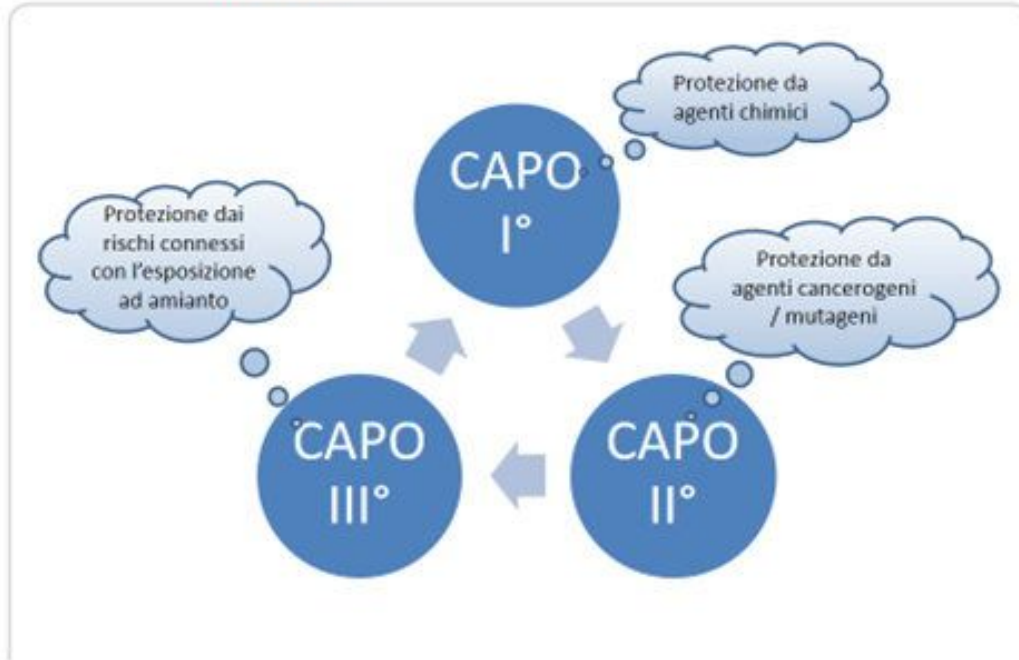 Protezione da
agenti chimici
CAPO
I°
Protezione dai
rischi connessi
con l'esposizione
ad amianto
Protezione da
agenti cancerogeni
/ mutageni
CAPO
III°
CAPO
II°